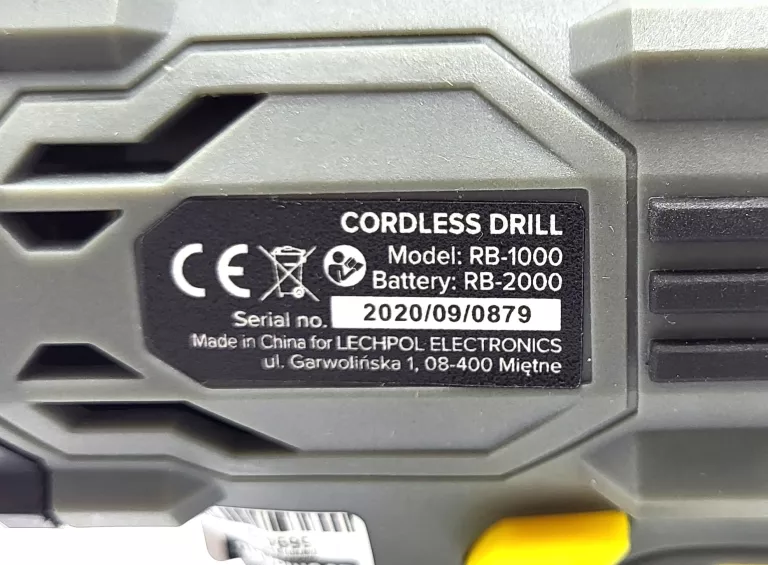 CORDLESS DRILL
CE
Model: RB-1000
Battery: RB-2000
Serial no. 2020/09/0879
Made in China for LECHPOL ELECTRONICS
ul. Garwolińska 1, 08-400 Miętne